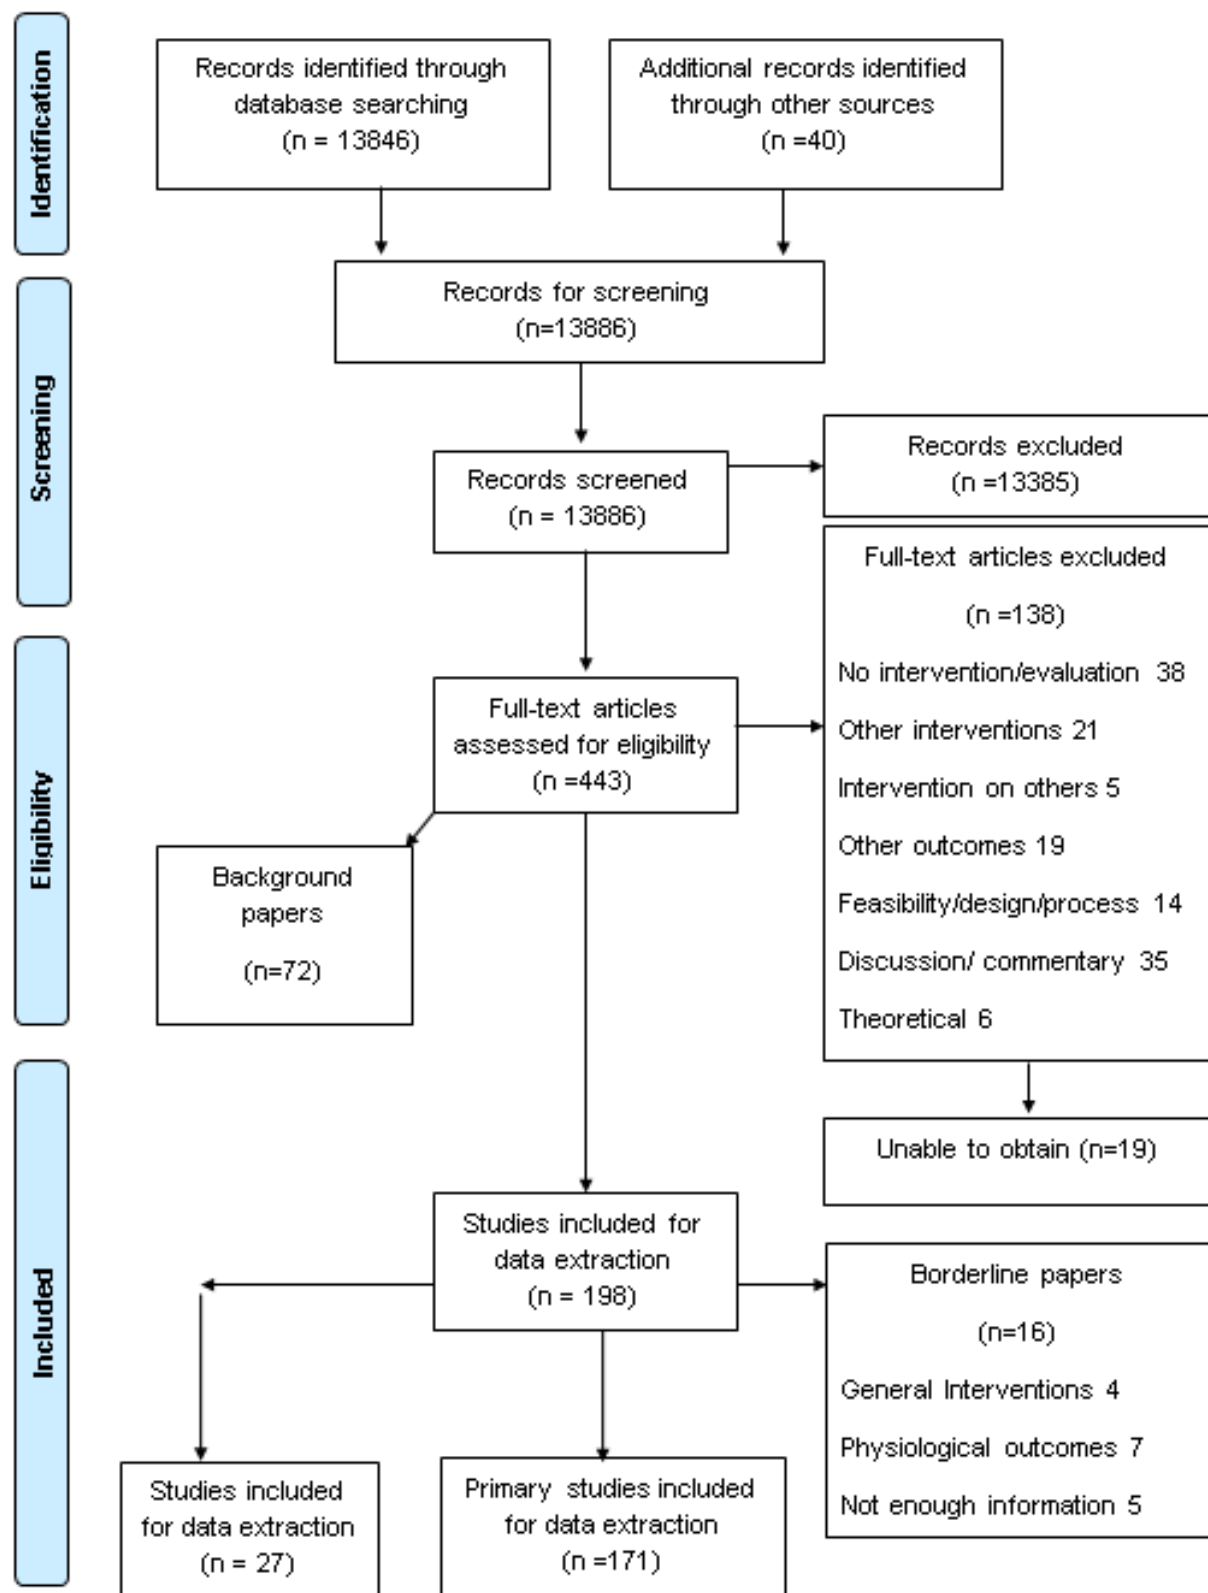 Identification
Records identified through
database searching
(n = 13846)
Additional records identified
through other sources
(n =40)
Screening
Records for screening
(n=13886)
Records screened
(n = 13886)
Records excluded
(n =13385)
Eligibility
Full-text articles
assessed for eligibility
(n =443)
Full-text articles excluded
(n =138)
No intervention/evaluation 38
Other interventions 21
Intervention on others 5
Other outcomes 19
Feasibility/design/process 14
Discussion/ commentary 35
Theoretical 6
Background
papers
(n=72)
Unable to obtain (n=19)
Included
Studies included for
data extraction
(n = 198)
Borderline papers
(n=16)
General Interventions 4
Physiological outcomes 7
Not enough information 5
Studies included
for data extraction
(n = 27)
Primary studies included
for data extraction
(n =171)